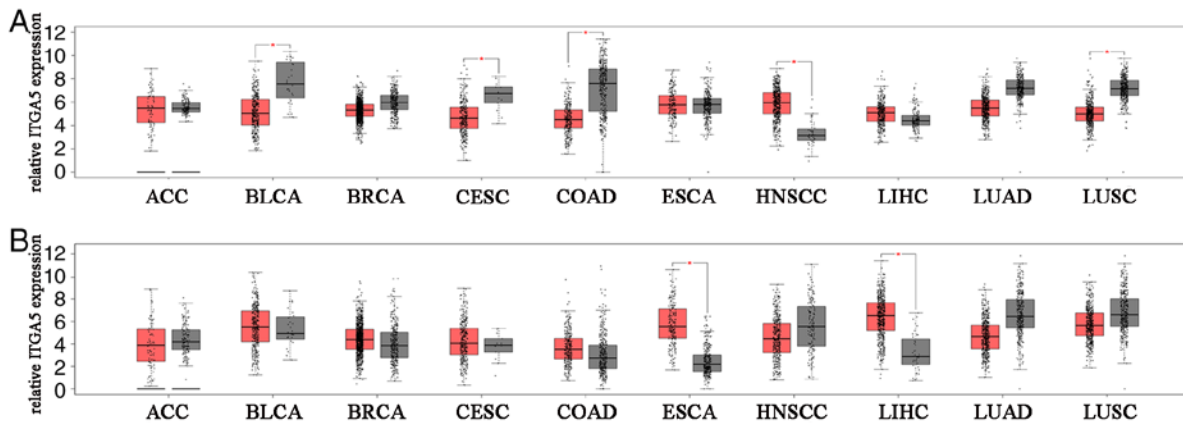 A
relative ITGA5 expression
12
10
8
6
4
2
0
ACC BLCA BRCA CESC COAD ESCA HNSCC LIHC LUAD LUSC
* * * * *
B
relative ITGA.5 expression
12
10
8
6
4
2
0
ACC BLCA BRCA CESC COAD ESCA HNSCC LIHC LUAD LUSC
* *